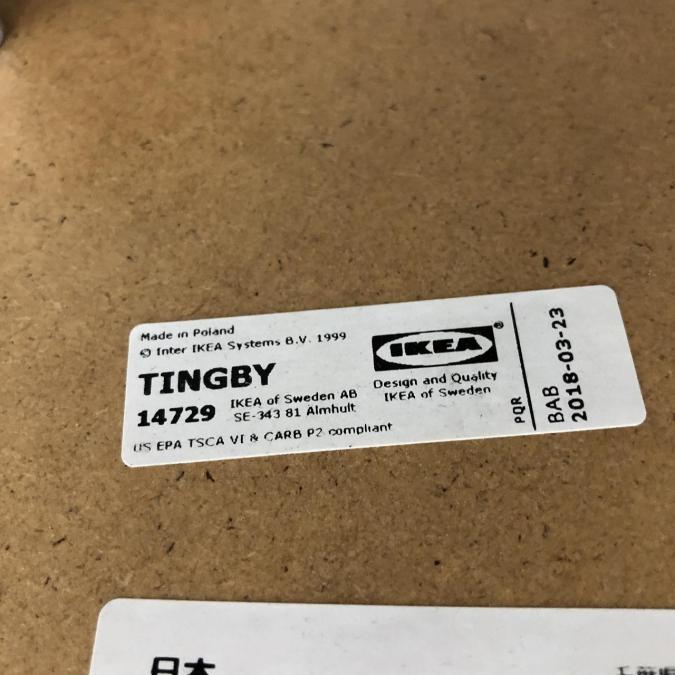 Made in Poland
© Inter IKEA Systems B.V. 1999
TINGBY
14729
IKEA of Sweden AB
SE-343 81 Älmhult
US EPA TSCA VI & CARB P2 compliant
IKEA®
Design and Quality
IKEA of Sweden
PQR
BAB
2018-03-23
日本